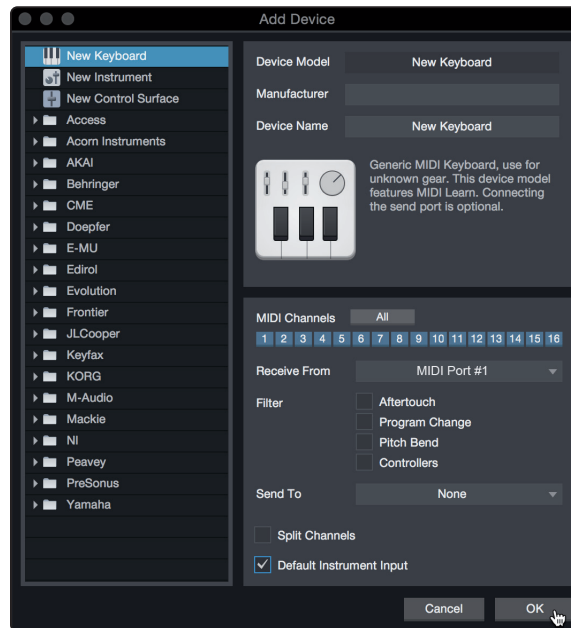 Add Device
New Keyboard
New Instrument
New Control Surface
Access
Acorn Instruments
AKAI
Behringer
CME
Doepfer
E-MU
Edirol
Evolution
Frontier
JLCooper
Keyfax
KORG
M-Audio
Mackie
NI
Peavey
PreSonus
Yamaha
Device Model New Keyboard
Manufacturer
Device Name New Keyboard
Generic MIDI Keyboard, use for
unknown gear. This device model
features MIDI Learn. Connecting
the send port is optional.
MIDI Channels All
1 2 3 4 5 6 7 8 9 10 11 12 13 14 15 16
Receive From MIDI Port #1
Filter Aftertouch
Program Change
Pitch Bend
Controllers
Send To None
Split Channels
Default Instrument Input
Cancel OK